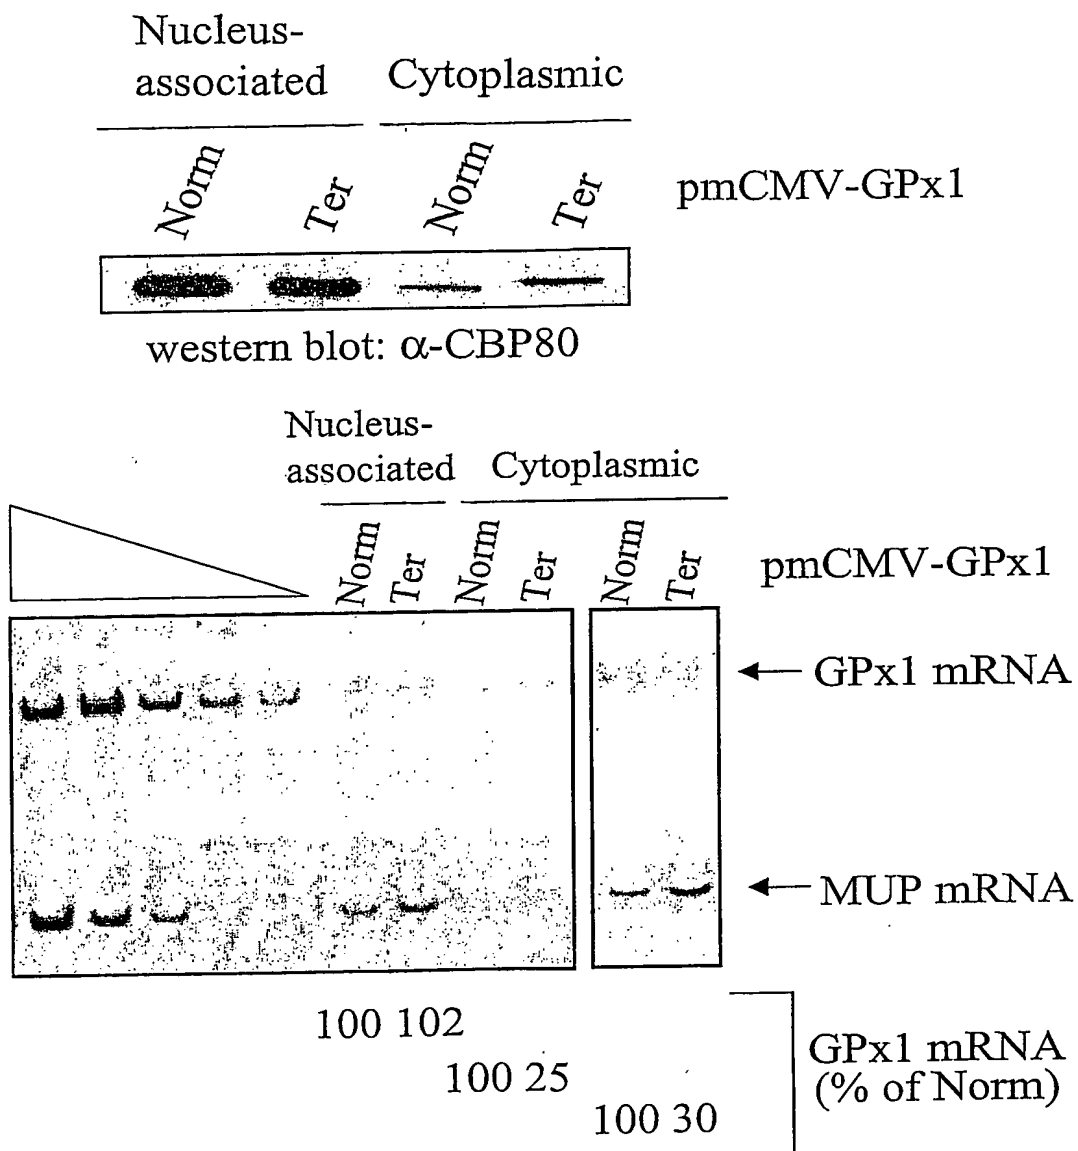 Nucleus-
associated
Cytoplasmic
Norm
Ter
Norm
Ter
pmCMV-GPx1
western blot: α-CBP80
Nucleus-
associated
Cytoplasmic
Norm
Ter
Norm
Ter
Norm
Ter
pmCMV-GPx1
GPx1 mRNA
MUP mRNA
100 102
100 25
100 30
GPx1 mRNA
(% of Norm)